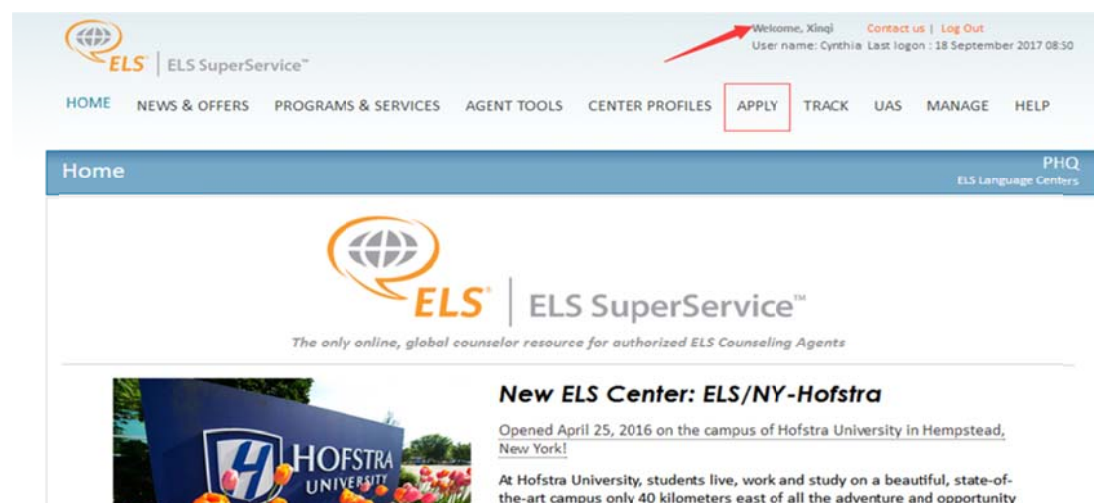 Welcome, Xinqi Contact us | Log Out
User name: Cynthia Last logon : 18 September 2017 08:50
ELS® | ELS SuperService™
HOME NEWS & OFFERS PROGRAMS & SERVICES AGENT TOOLS CENTER PROFILES APPLY TRACK UAS MANAGE HELP
Home PHQ
ELS Language Centers
ELS® | ELS SuperService™
The only online, global counselor resource for authorized ELS Counseling Agents
New ELS Center: ELS/NY-Hofstra
Opened April 25, 2016 on the campus of Hofstra University in Hempstead,
New York!
HOFSTRA
UNIVERSITY
At Hofstra University, students live, work and study on a beautiful, state-of-
the-art campus only 40 kilometers east of all the adventure and opportunity